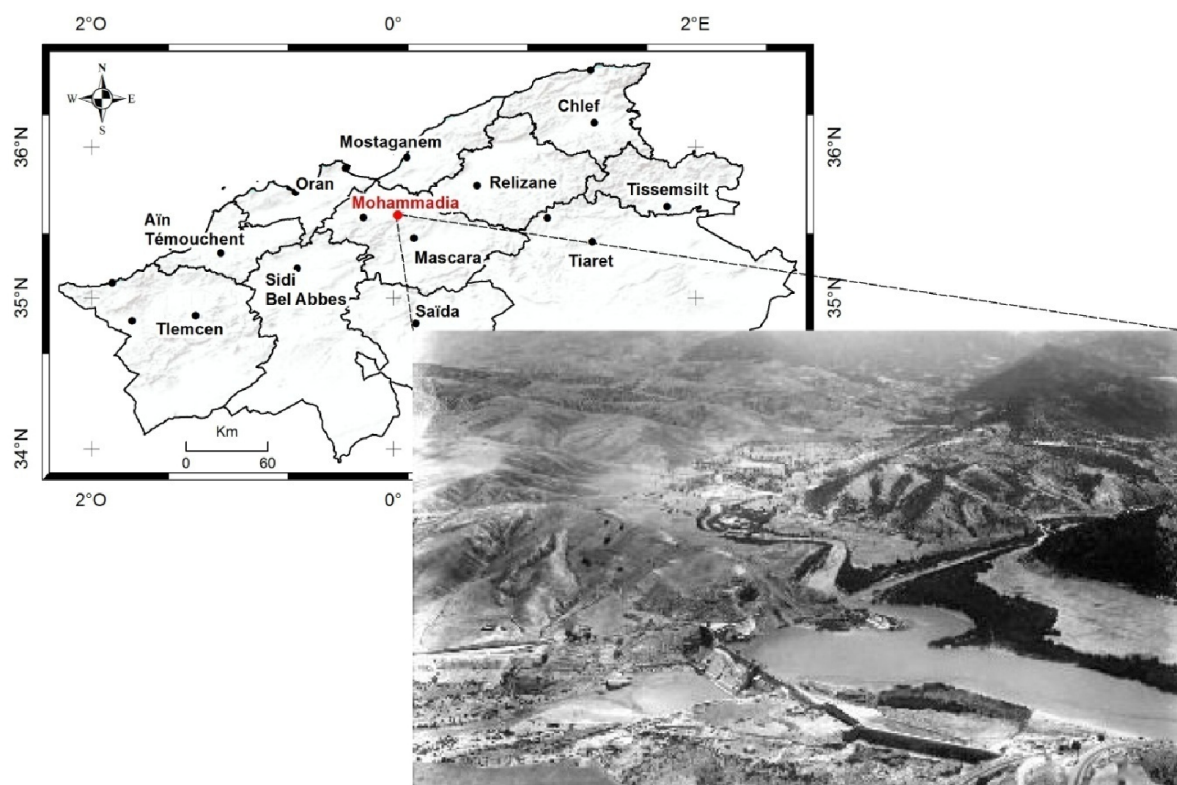 2°O 0° 2°E
N
W E
S
36°N
35°N
34°N
36°N
35°N
Chlef
Mostaganem
Oran
Relizane
Tissemsilt
Mohammadia
Aïn
Témouchent
Mascara
Tiaret
Sidi
Bel Abbes
Saïda
Tlemcen
Km
0 60
2°O 0°